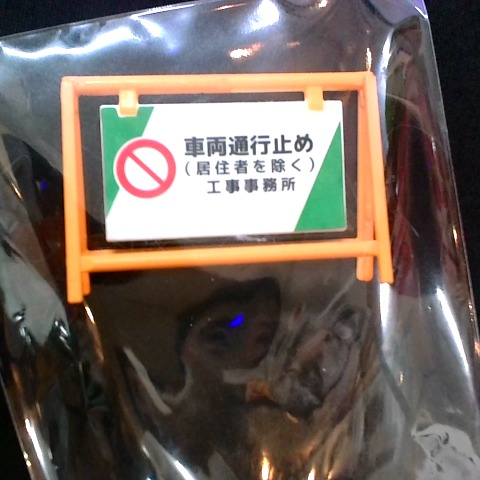 車両通行止め
（居住者を除く）
工事事務所